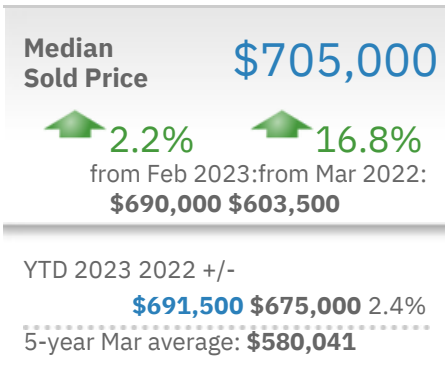 Median
Sold Price
$705,000
2.2% 16.8%
from Feb 2023:from Mar 2022:
$690,000 $603,500
YTD 2023 2022 +/-
$691,500 $675,000 2.4%
5-year Mar average: $580,041